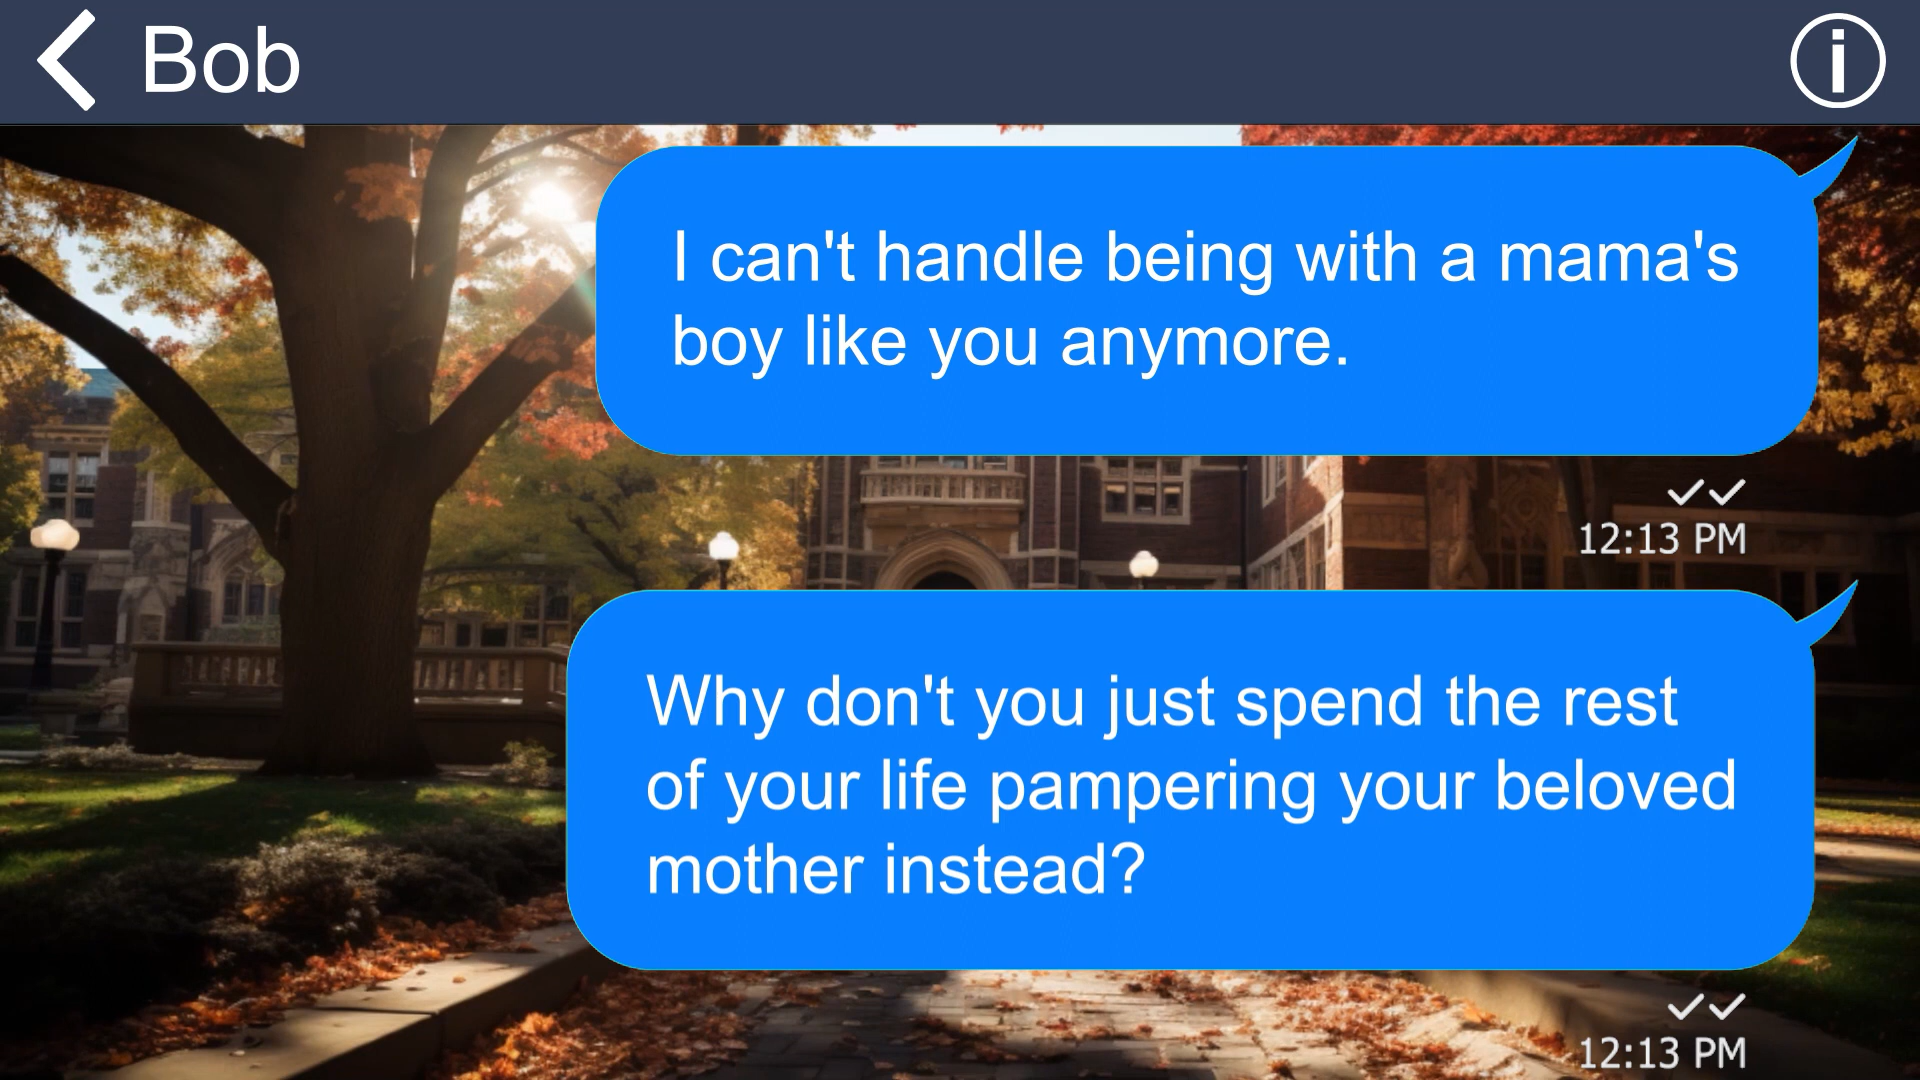 Bob
I can't handle being with a mama's
boy like you anymore.
12:13 PM
Why don't you just spend the rest
of your life pampering your beloved
mother instead?
12:13 PM